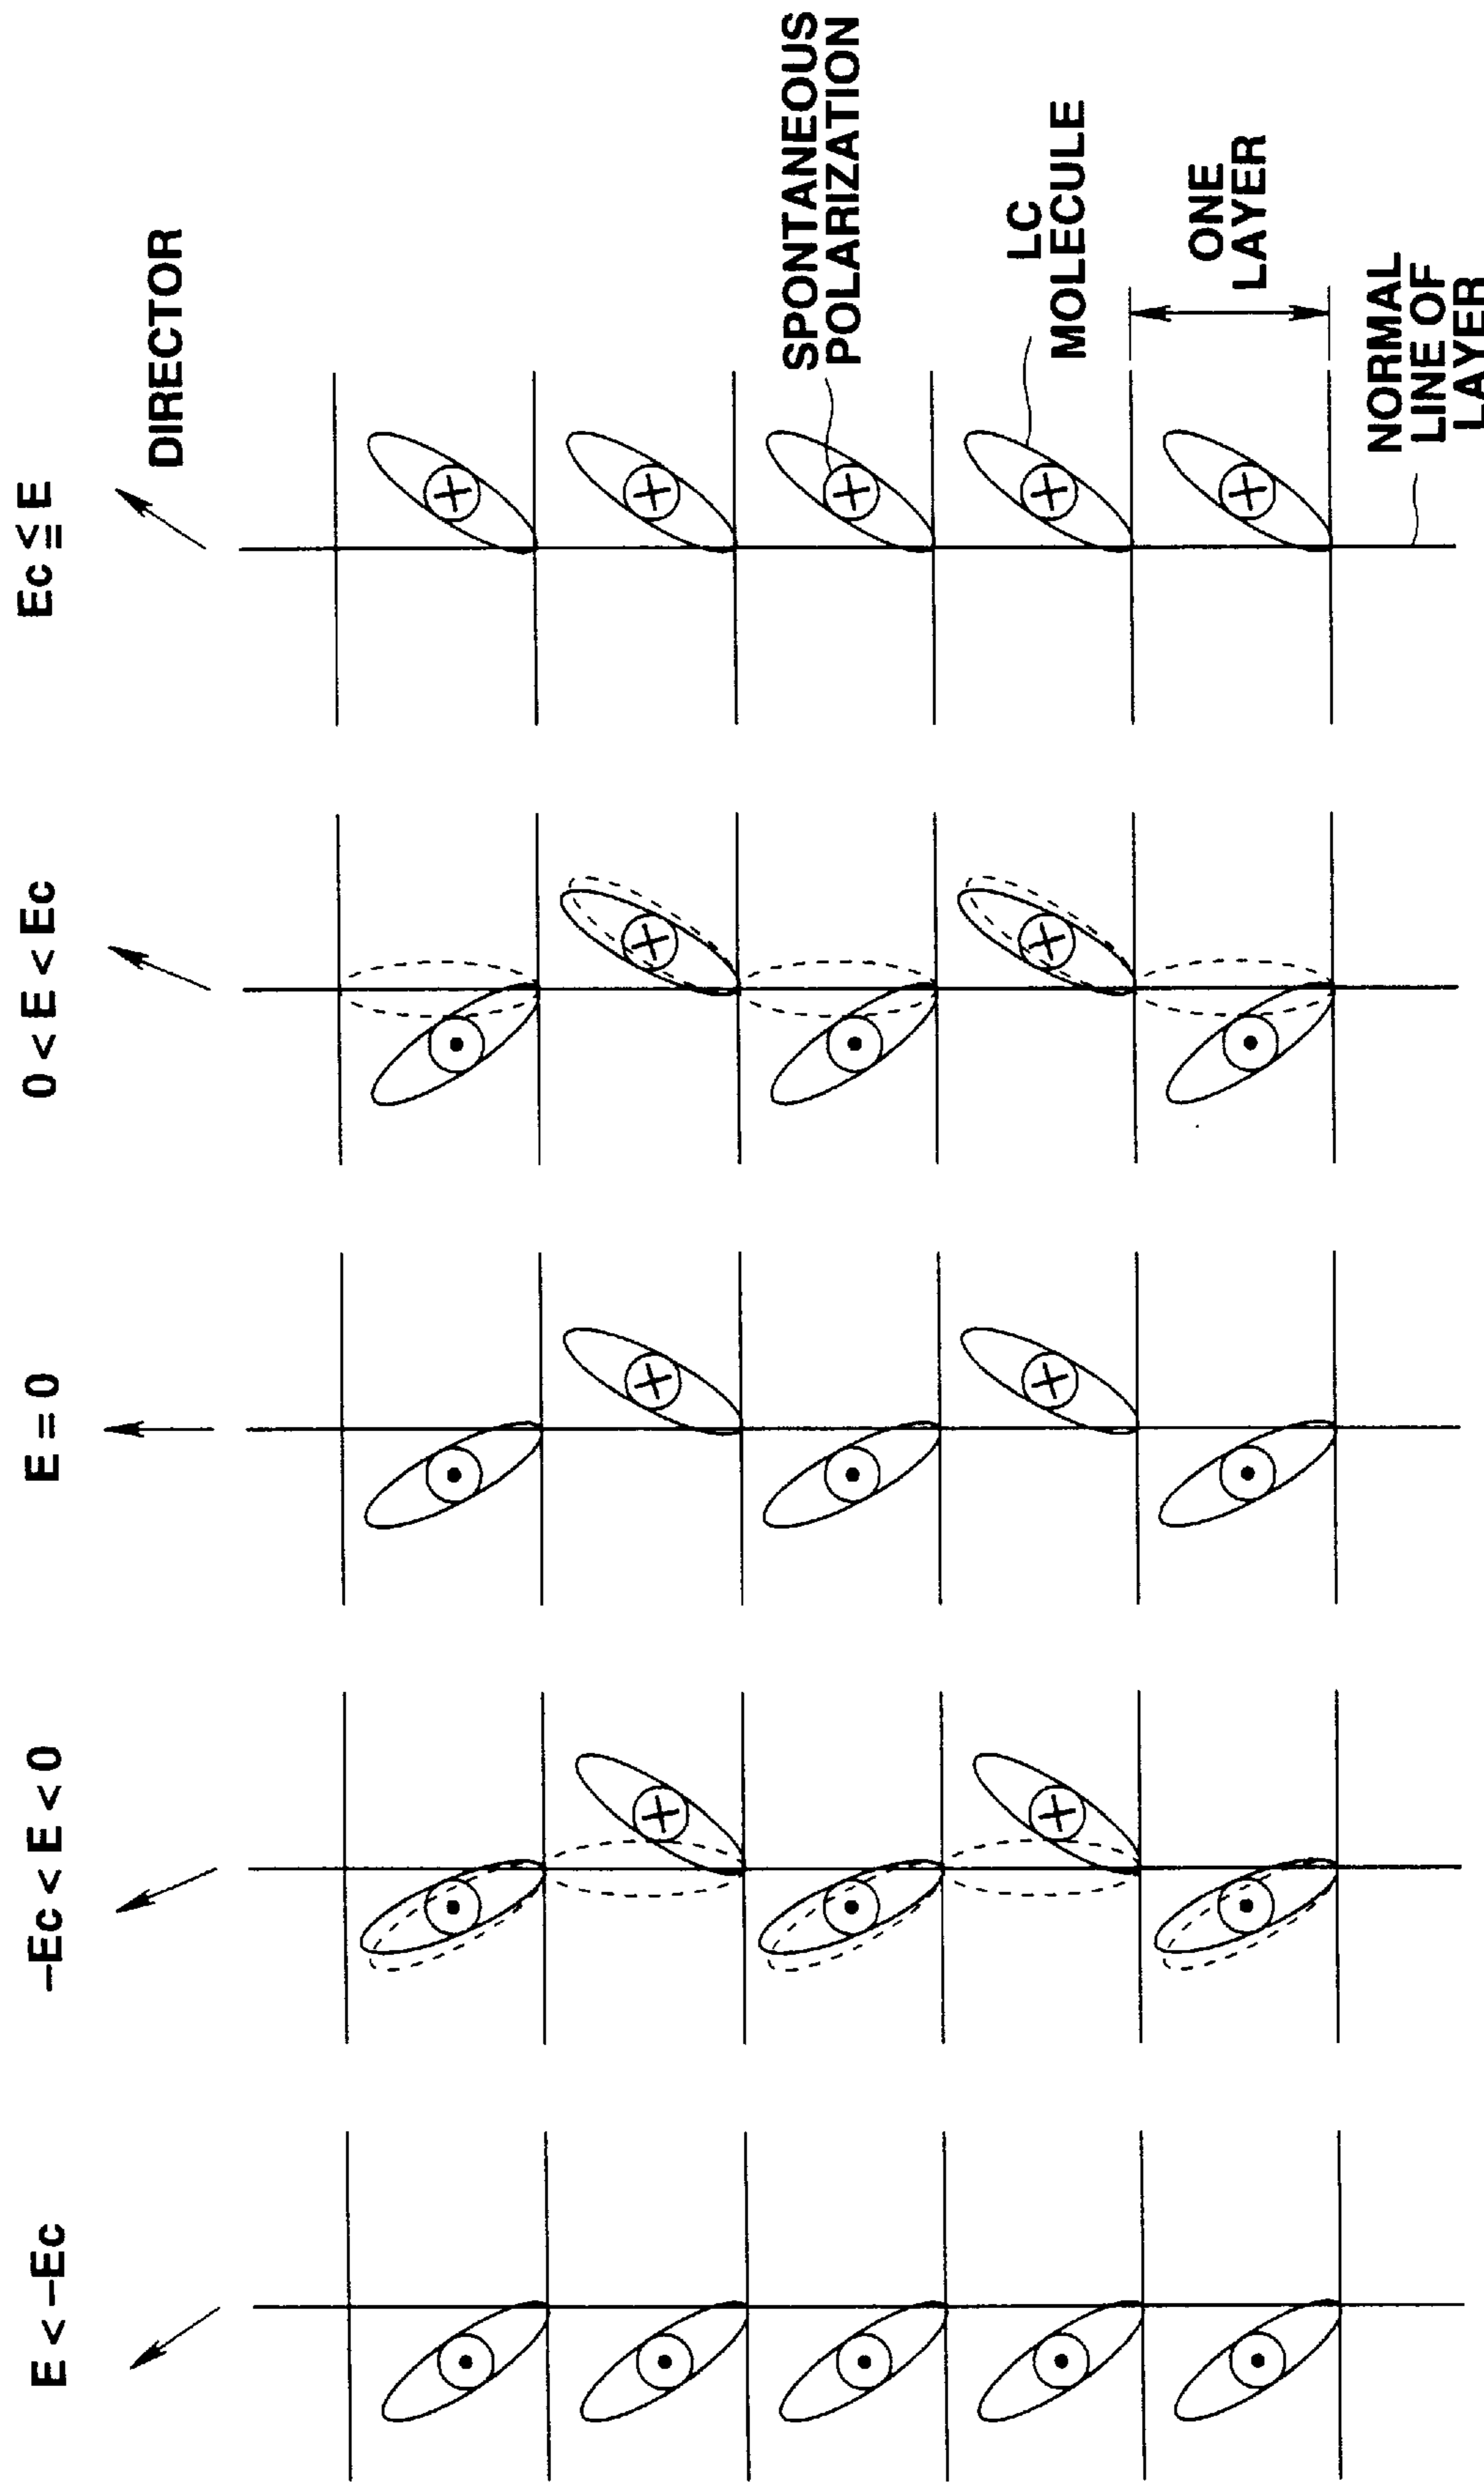 E < –Ec
–Ec < E < 0
E = 0
0 < E < Ec
Ec ≦ E
DIRECTOR
SPONTANEOUS
POLARIZATION
LC
MOLECULE
ONE
LAYER
NORMAL
LINE OF
LAYER